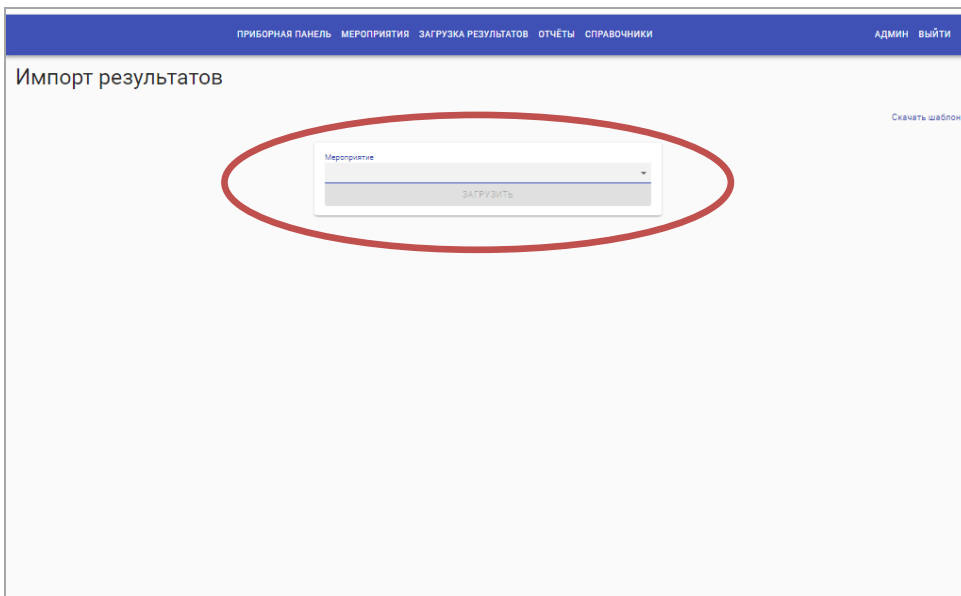 ПРИБОРНАЯ ПАНЕЛЬ МЕРОПРИЯТИЯ ЗАГРУЗКА РЕЗУЛЬТАТОВ ОТЧЁТЫ СПРАВОЧНИКИ АДМИН ВЫЙТИ
Импорт результатов
Скачать шаблон
Мероприятие
ЗАГРУЗИТЬ